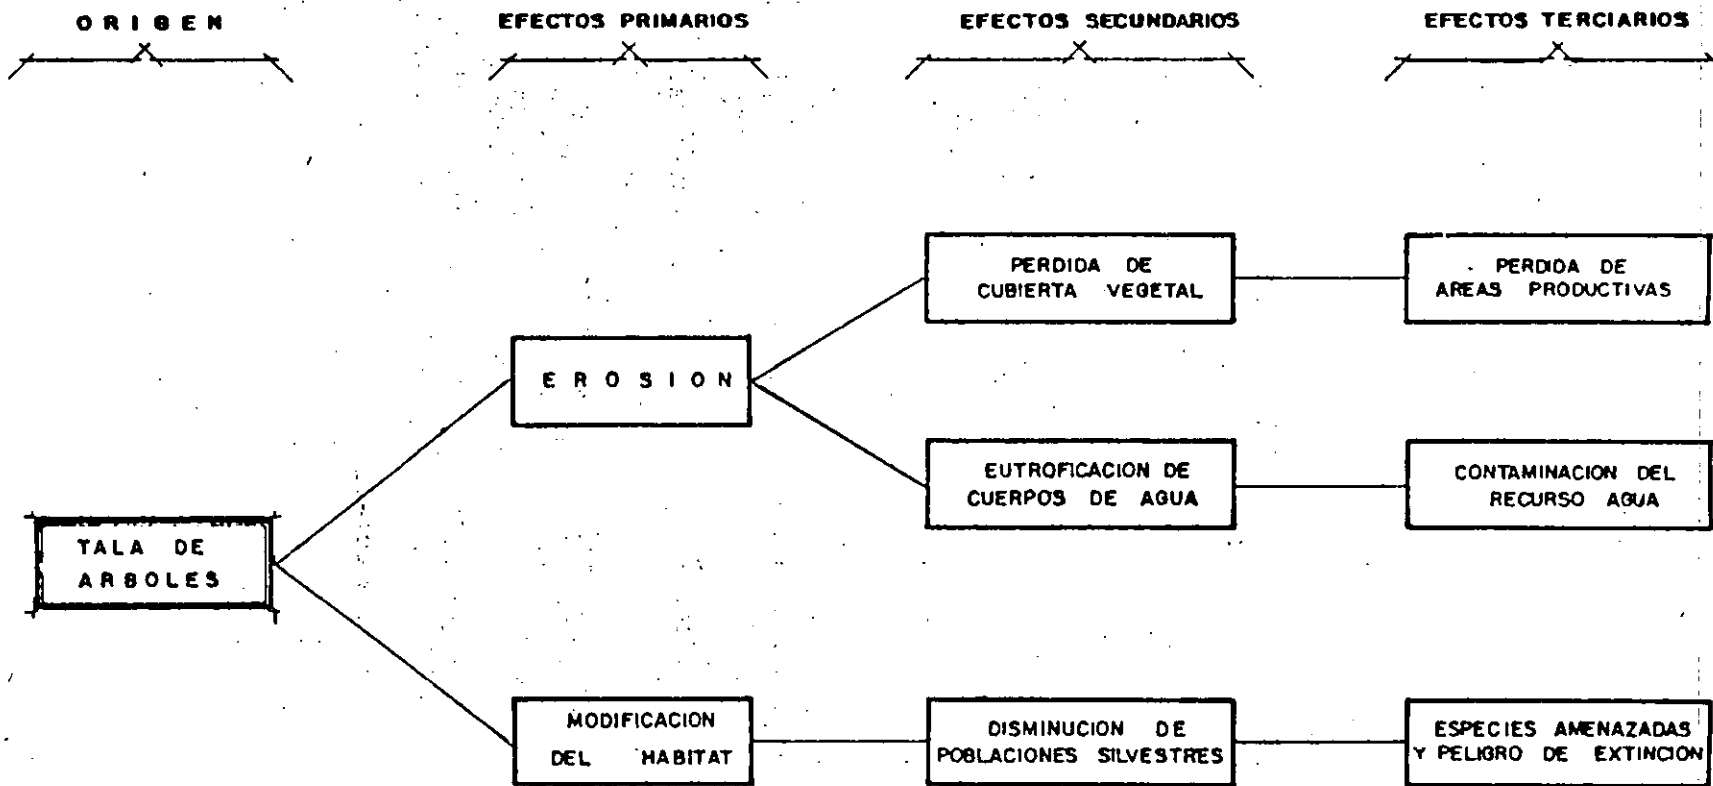 ORIGEN
EFECTOS PRIMARIOS
EFECTOS SECUNDARIOS
EFECTOS TERCIARIOS
PERDIDA DE
CUBIERTA VEGETAL
PERDIDA DE
AREAS PRODUCTIVAS
EROSION
EUTROFICACION DE
CUERPOS DE AGUA
CONTAMINACION DEL
RECURSO AGUA
TALA DE
ARBOLES
MODIFICACION
DEL HABITAT
DISMINUCION DE
POBLACIONES SILVESTRES
ESPECIES AMENAZADAS
Y PELIGRO DE EXTINCION